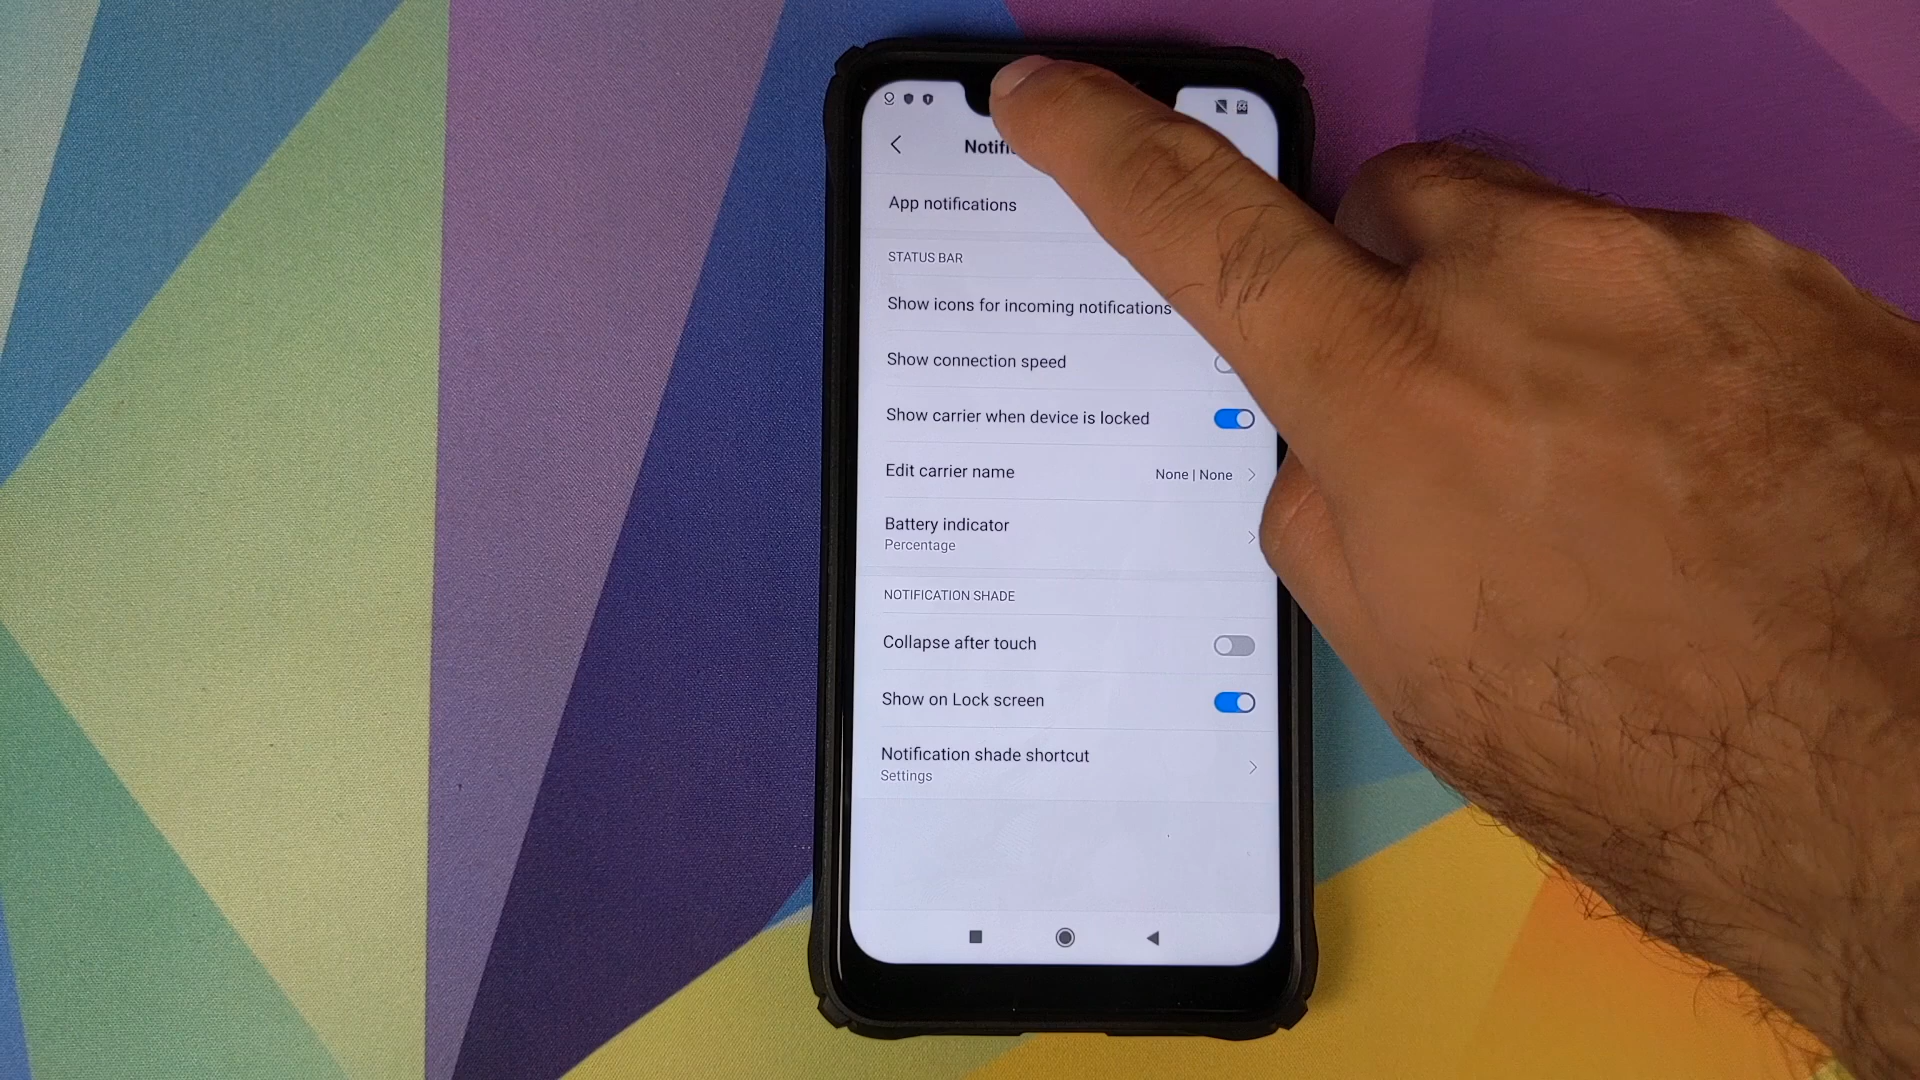 Notifi
App notifications
STATUS BAR
Show icons for incoming notifications
Show connection speed
Show carrier when device is locked
Edit carrier name None | None
Battery indicator
Percentage
NOTIFICATION SHADE
Collapse after touch
Show on Lock screen
Notification shade shortcut
Settings